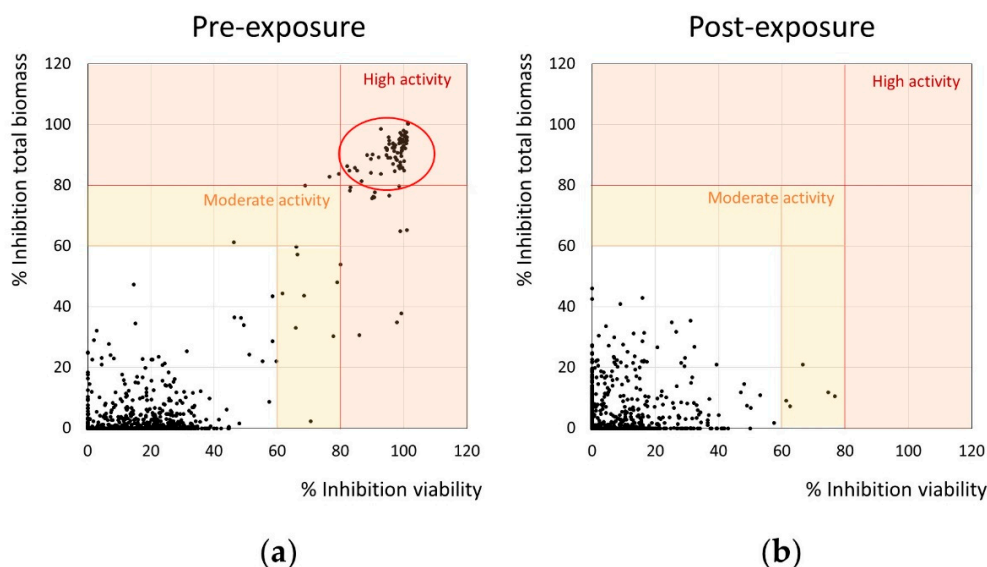 Pre-exposure
% Inhibition total biomass
120
100
80
60
40
20
0
High activity
Moderate activity
0 20 40 60 80 100 120
% Inhibition viability
(a)
Post-exposure
% Inhibition total biomass
120
100
80
60
40
20
0
High activity
Moderate activity
0 20 40 60 80 100 120
% Inhibition viability
(b)